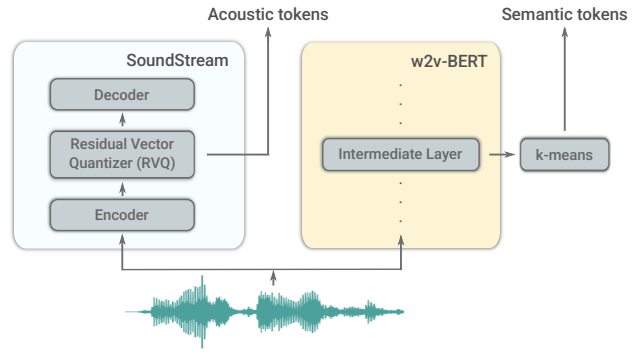 Acoustic tokens
Semantic tokens
SoundStream
w2v-BERT
Decoder
Residual Vector
Quantizer (RVQ)
Intermediate Layer
k-means
Encoder